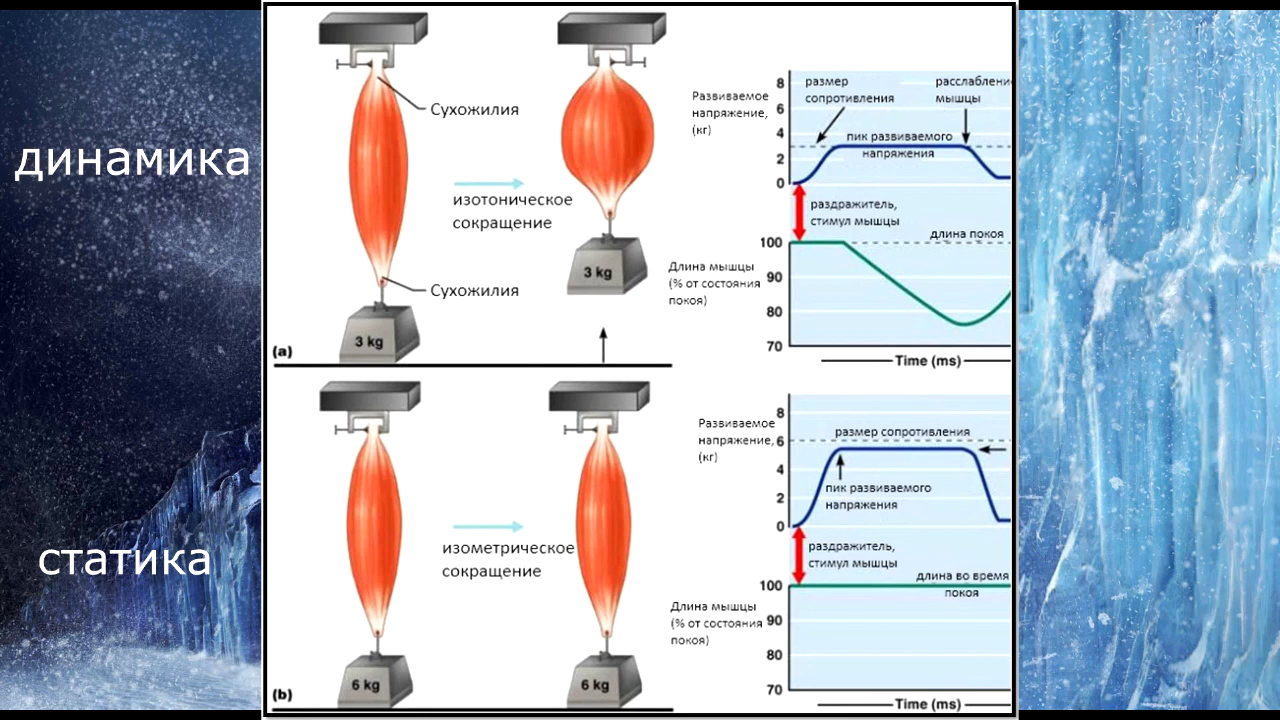 динамика
статика
Сухожилия
изотоническое
сокращение
Сухожилия
3 kg
3 kg
(a)
Развиваемое
напряжение,
(кг)
8
6
4
2
0
размер
сопротивления
расслаблени
мышцы
пик развиваемого
напряжения
раздражитель,
стимул мышцы
длина покоя
Длина мышцы
(% от состояния
покоя)
100
90
80
70
Time (ms)
изометрическое
сокращение
6 kg
6 kg
(b)
Развиваемое
напряжение,
(кг)
8
6
4
2
0
размер сопротивления
пик развиваемого
напряжения
раздражитель,
стимул мышцы
длина во время
покоя
Длина мышцы
(% от состояния
покоя)
100
90
80
70
Time (ms)